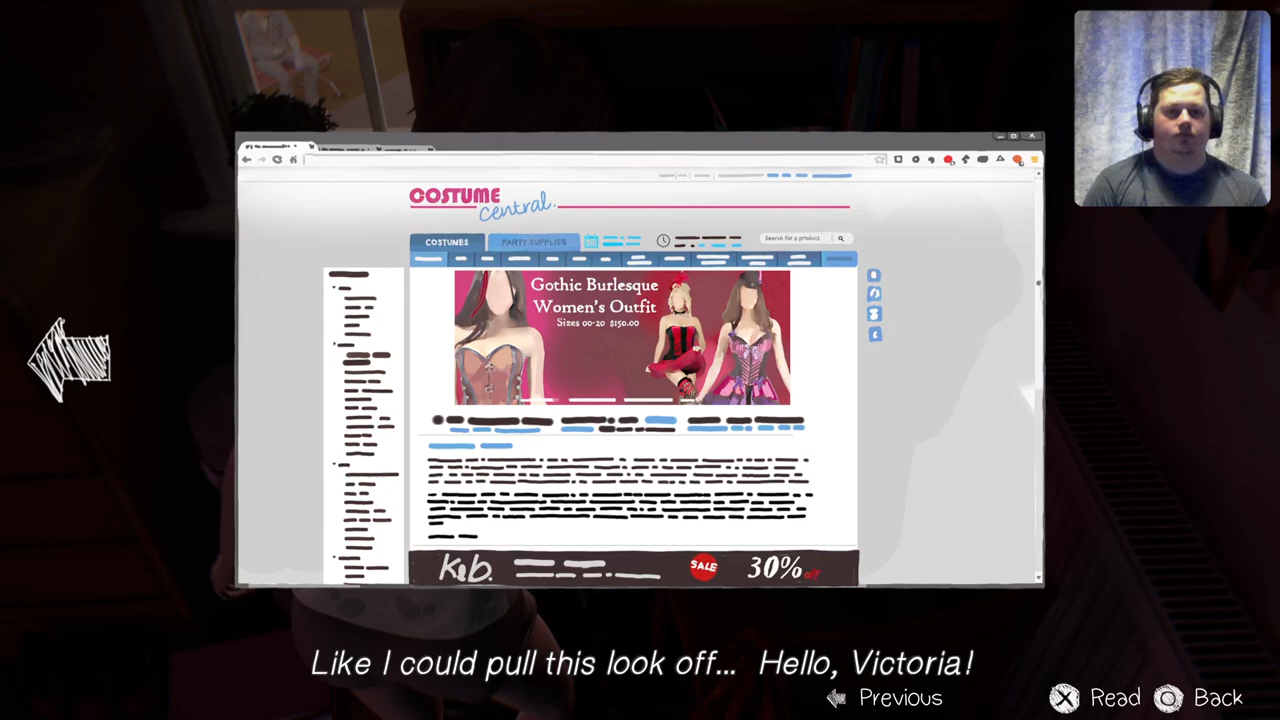 COSTUME
central.
COSTUMES
PARTY SUPPLIES
Search for a product
Gothic Burlesque
Women's Outfit
Sizes 00-20 $150.00
K&b.
SALE
30% off
Like I could pull this look off... Hello, Victoria!
Previous
Read
Back